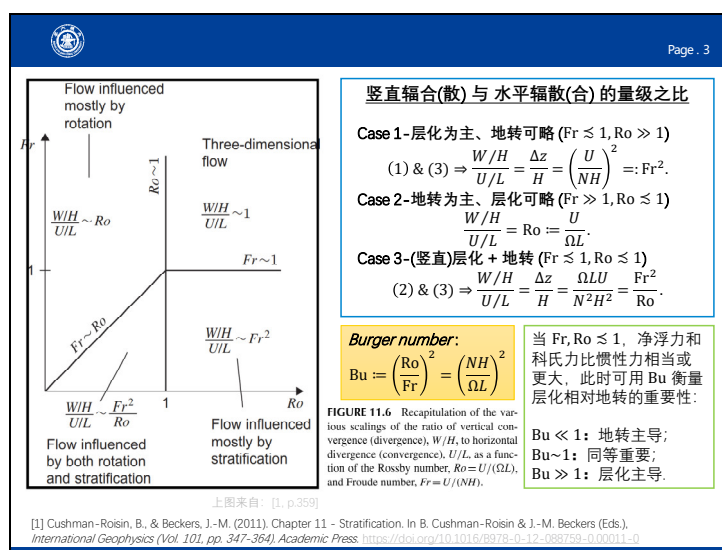 Page . 3
Flow influenced
mostly by
rotation
Fr
Three-dimensional
flow
Ro~1
W/H
U/L
~Ro
W/H
U/L
~1
1
Fr~1
Fr~Ro
W/H
U/L
~ Fr²
W/H
U/L
~
Fr²
Ro
1
Ro
Flow influenced
by both rotation
and stratification
Flow influenced
mostly by
stratification
竖直辐合(散) 与 水平辐散(合) 的量级之比
Case 1-层化为主、地转可略 (Fr ≲ 1, Ro ≫ 1)
(1) & (3) ⇒ (W/H)/(U/L) = Δz/H = (U/NH)² =: Fr².
Case 2-地转为主、层化可略 (Fr ≫ 1, Ro ≲ 1)
(W/H)/(U/L) = Ro ≔ U/ΩL.
Case 3-(竖直)层化 + 地转 (Fr ≲ 1, Ro ≲ 1)
(2) & (3) ⇒ (W/H)/(U/L) = Δz/H = ΩLU/N²H² = Fr²/Ro.
Burger number:
Bu ≔ (Ro/Fr)² = (NH/ΩL)²
FIGURE 11.6 Recapitulation of the var-
ious scalings of the ratio of vertical con-
vergence (divergence), W/H, to horizontal
divergence (convergence), U/L, as a func-
tion of the Rossby number, Ro=U/(ΩL),
and Froude number, Fr=U/(NH).
当 Fr, Ro ≲ 1，净浮力和
科氏力比惯性力相当或
更大，此时可用 Bu 衡量
层化相对地转的重要性：
Bu ≪ 1：地转主导;
Bu~1：同等重要;
Bu ≫ 1：层化主导.
上图来自：[1, p.359]
[1] Cushman-Roisin, B., & Beckers, J.-M. (2011). Chapter 11 - Stratification. In B. Cushman-Roisin & J.-M. Beckers (Eds.),
International Geophysics (Vol. 101, pp. 347-364). Academic Press. https://doi.org/10.1016/B978-0-12-088759-0.00011-0